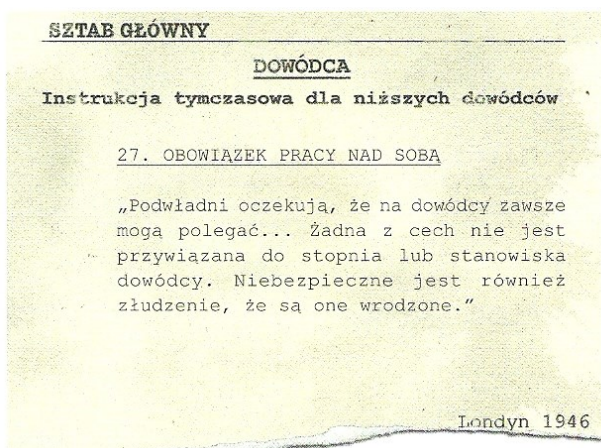 SZTAB GŁÓWNY
DOWÓDCA
Instrukcja tymczasowa dla niższych dowódców
27. OBOWIĄZEK PRACY NAD SOBĄ
„Podwładni oczekują, że na dowódcy zawsze
mogą polegać... Żadna z cech nie jest
przywiązana do stopnia lub stanowiska
dowódcy. Niebezpieczne jest również
złudzenie, że są one wrodzone.”
Londyn 1946